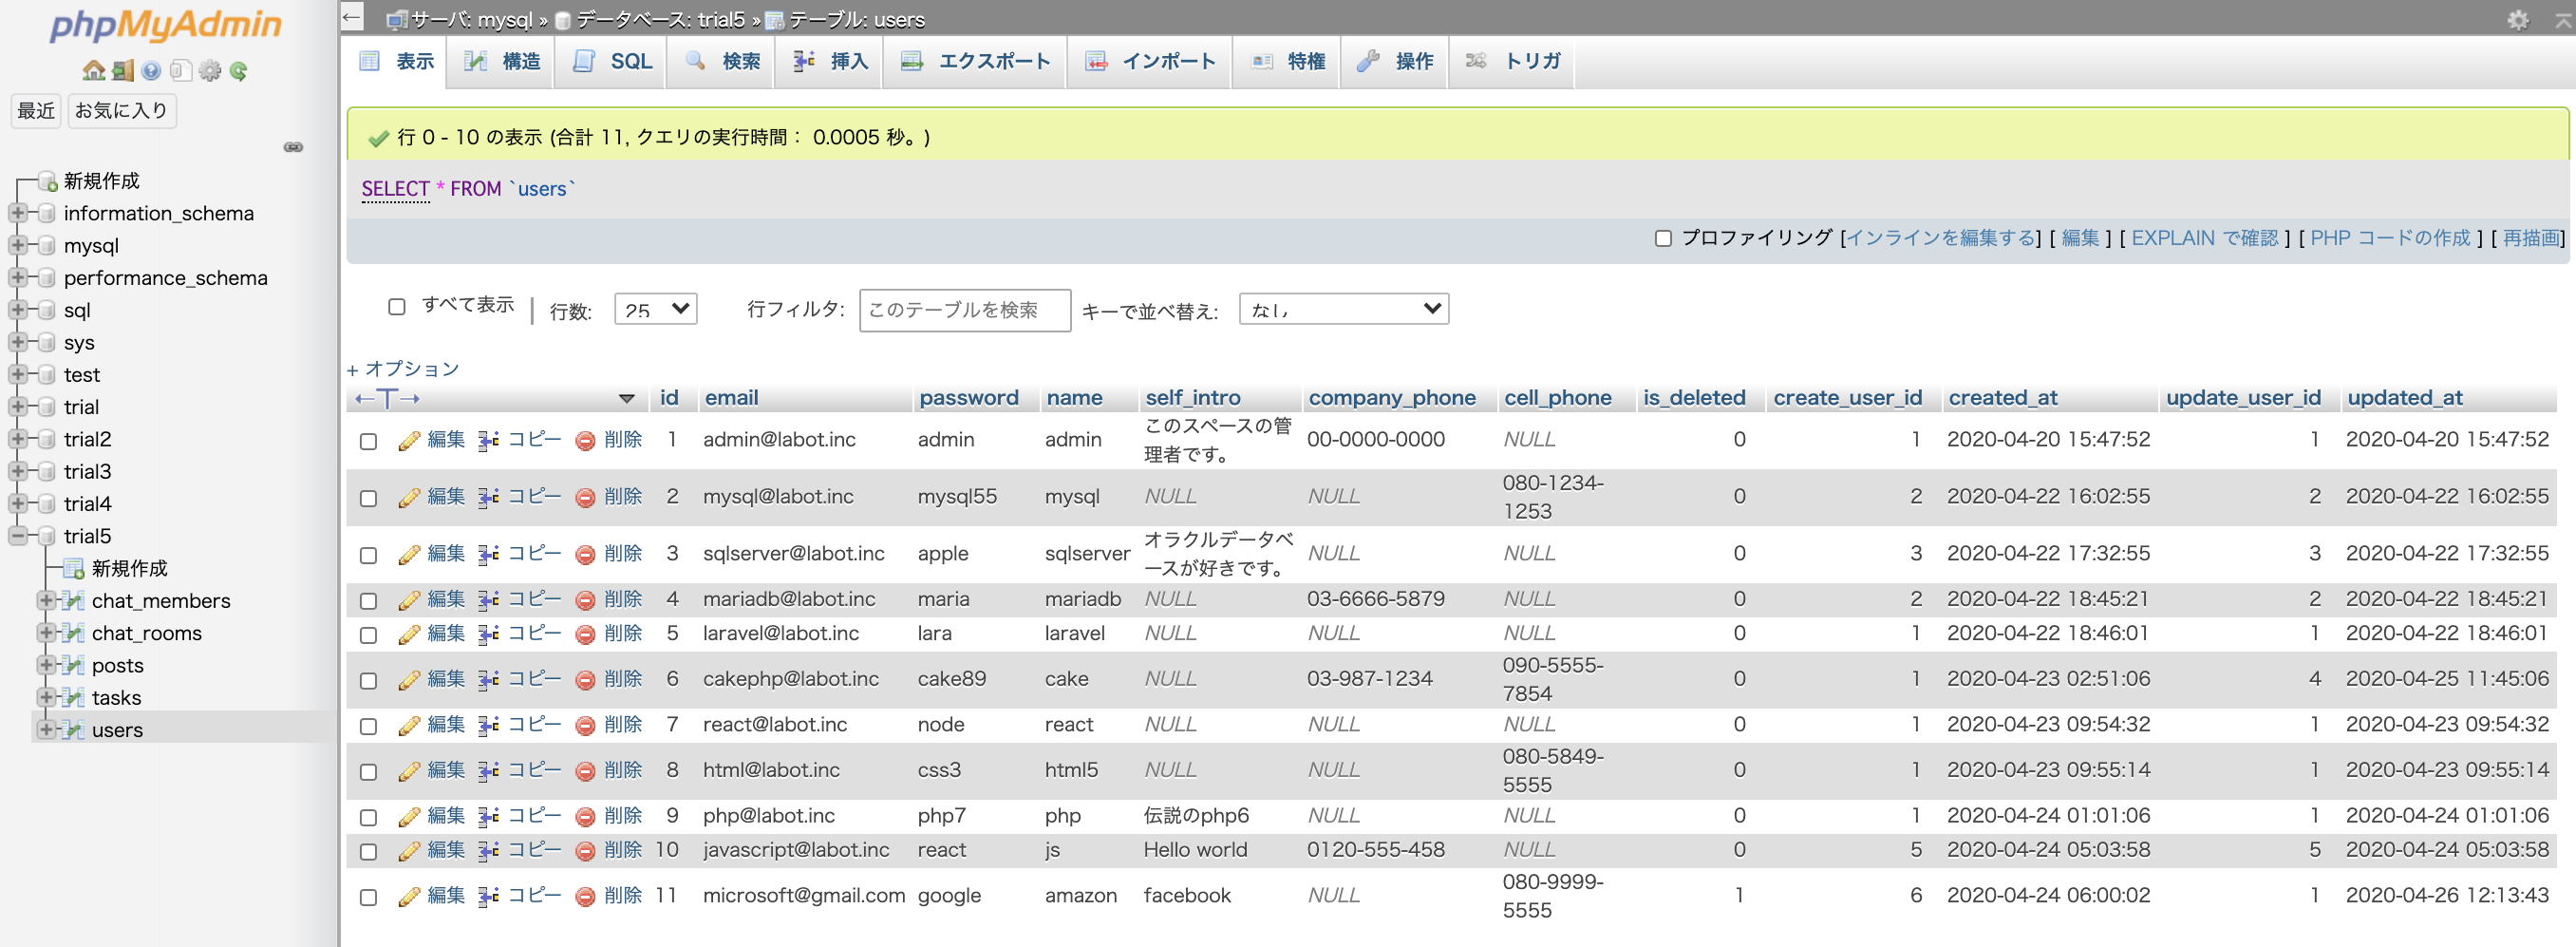 phpMyAdmin
最近 お気に入り
新規作成
information_schema
mysql
performance_schema
sql
sys
test
trial
trial2
trial3
trial4
trial5
新規作成
chat_members
chat_rooms
posts
tasks
users
← サーバ: mysql » データベース: trial5 » テーブル: users
表示 構造 SQL 検索 挿入 エクスポート インポート 特権 操作 トリガ
行 0 - 10 の表示 (合計 11, クエリの実行時間： 0.0005 秒。)
SELECT * FROM `users`
プロファイリング [インラインを編集する] [ 編集 ] [ EXPLAIN で確認 ] [ PHP コードの作成 ] [ 再描画]
すべて表示 | 行数: 25 行フィルタ: このテーブルを検索 キーで並べ替え: なし
+ オプション
←T→ id email password name self_intro company_phone cell_phone is_deleted create_user_id created_at update_user_id updated_at
編集 コピー 削除 1 admin@labot.inc admin admin このスペースの管理者です。 00-0000-0000 NULL 0 1 2020-04-20 15:47:52 1 2020-04-20 15:47:52
編集 コピー 削除 2 mysql@labot.inc mysql55 mysql NULL NULL 080-1234-1253 0 2 2020-04-22 16:02:55 2 2020-04-22 16:02:55
編集 コピー 削除 3 sqlserver@labot.inc apple sqlserver オラクルデータベースが好きです。 NULL NULL 0 3 2020-04-22 17:32:55 3 2020-04-22 17:32:55
編集 コピー 削除 4 mariadb@labot.inc maria mariadb NULL 03-6666-5879 NULL 0 2 2020-04-22 18:45:21 2 2020-04-22 18:45:21
編集 コピー 削除 5 laravel@labot.inc lara laravel NULL NULL NULL 0 1 2020-04-22 18:46:01 1 2020-04-22 18:46:01
編集 コピー 削除 6 cakephp@labot.inc cake89 cake NULL 03-987-1234 090-5555-7854 0 1 2020-04-23 02:51:06 4 2020-04-25 11:45:06
編集 コピー 削除 7 react@labot.inc node react NULL NULL NULL 0 1 2020-04-23 09:54:32 1 2020-04-23 09:54:32
編集 コピー 削除 8 html@labot.inc css3 html5 NULL NULL 080-5849-5555 0 1 2020-04-23 09:55:14 1 2020-04-23 09:55:14
編集 コピー 削除 9 php@labot.inc php7 php 伝説のphp6 NULL NULL 0 1 2020-04-24 01:01:06 1 2020-04-24 01:01:06
編集 コピー 削除 10 javascript@labot.inc react js Hello world 0120-555-458 NULL 0 5 2020-04-24 05:03:58 5 2020-04-24 05:03:58
編集 コピー 削除 11 microsoft@gmail.com google amazon facebook NULL 080-9999-5555 1 6 2020-04-24 06:00:02 1 2020-04-26 12:13:43